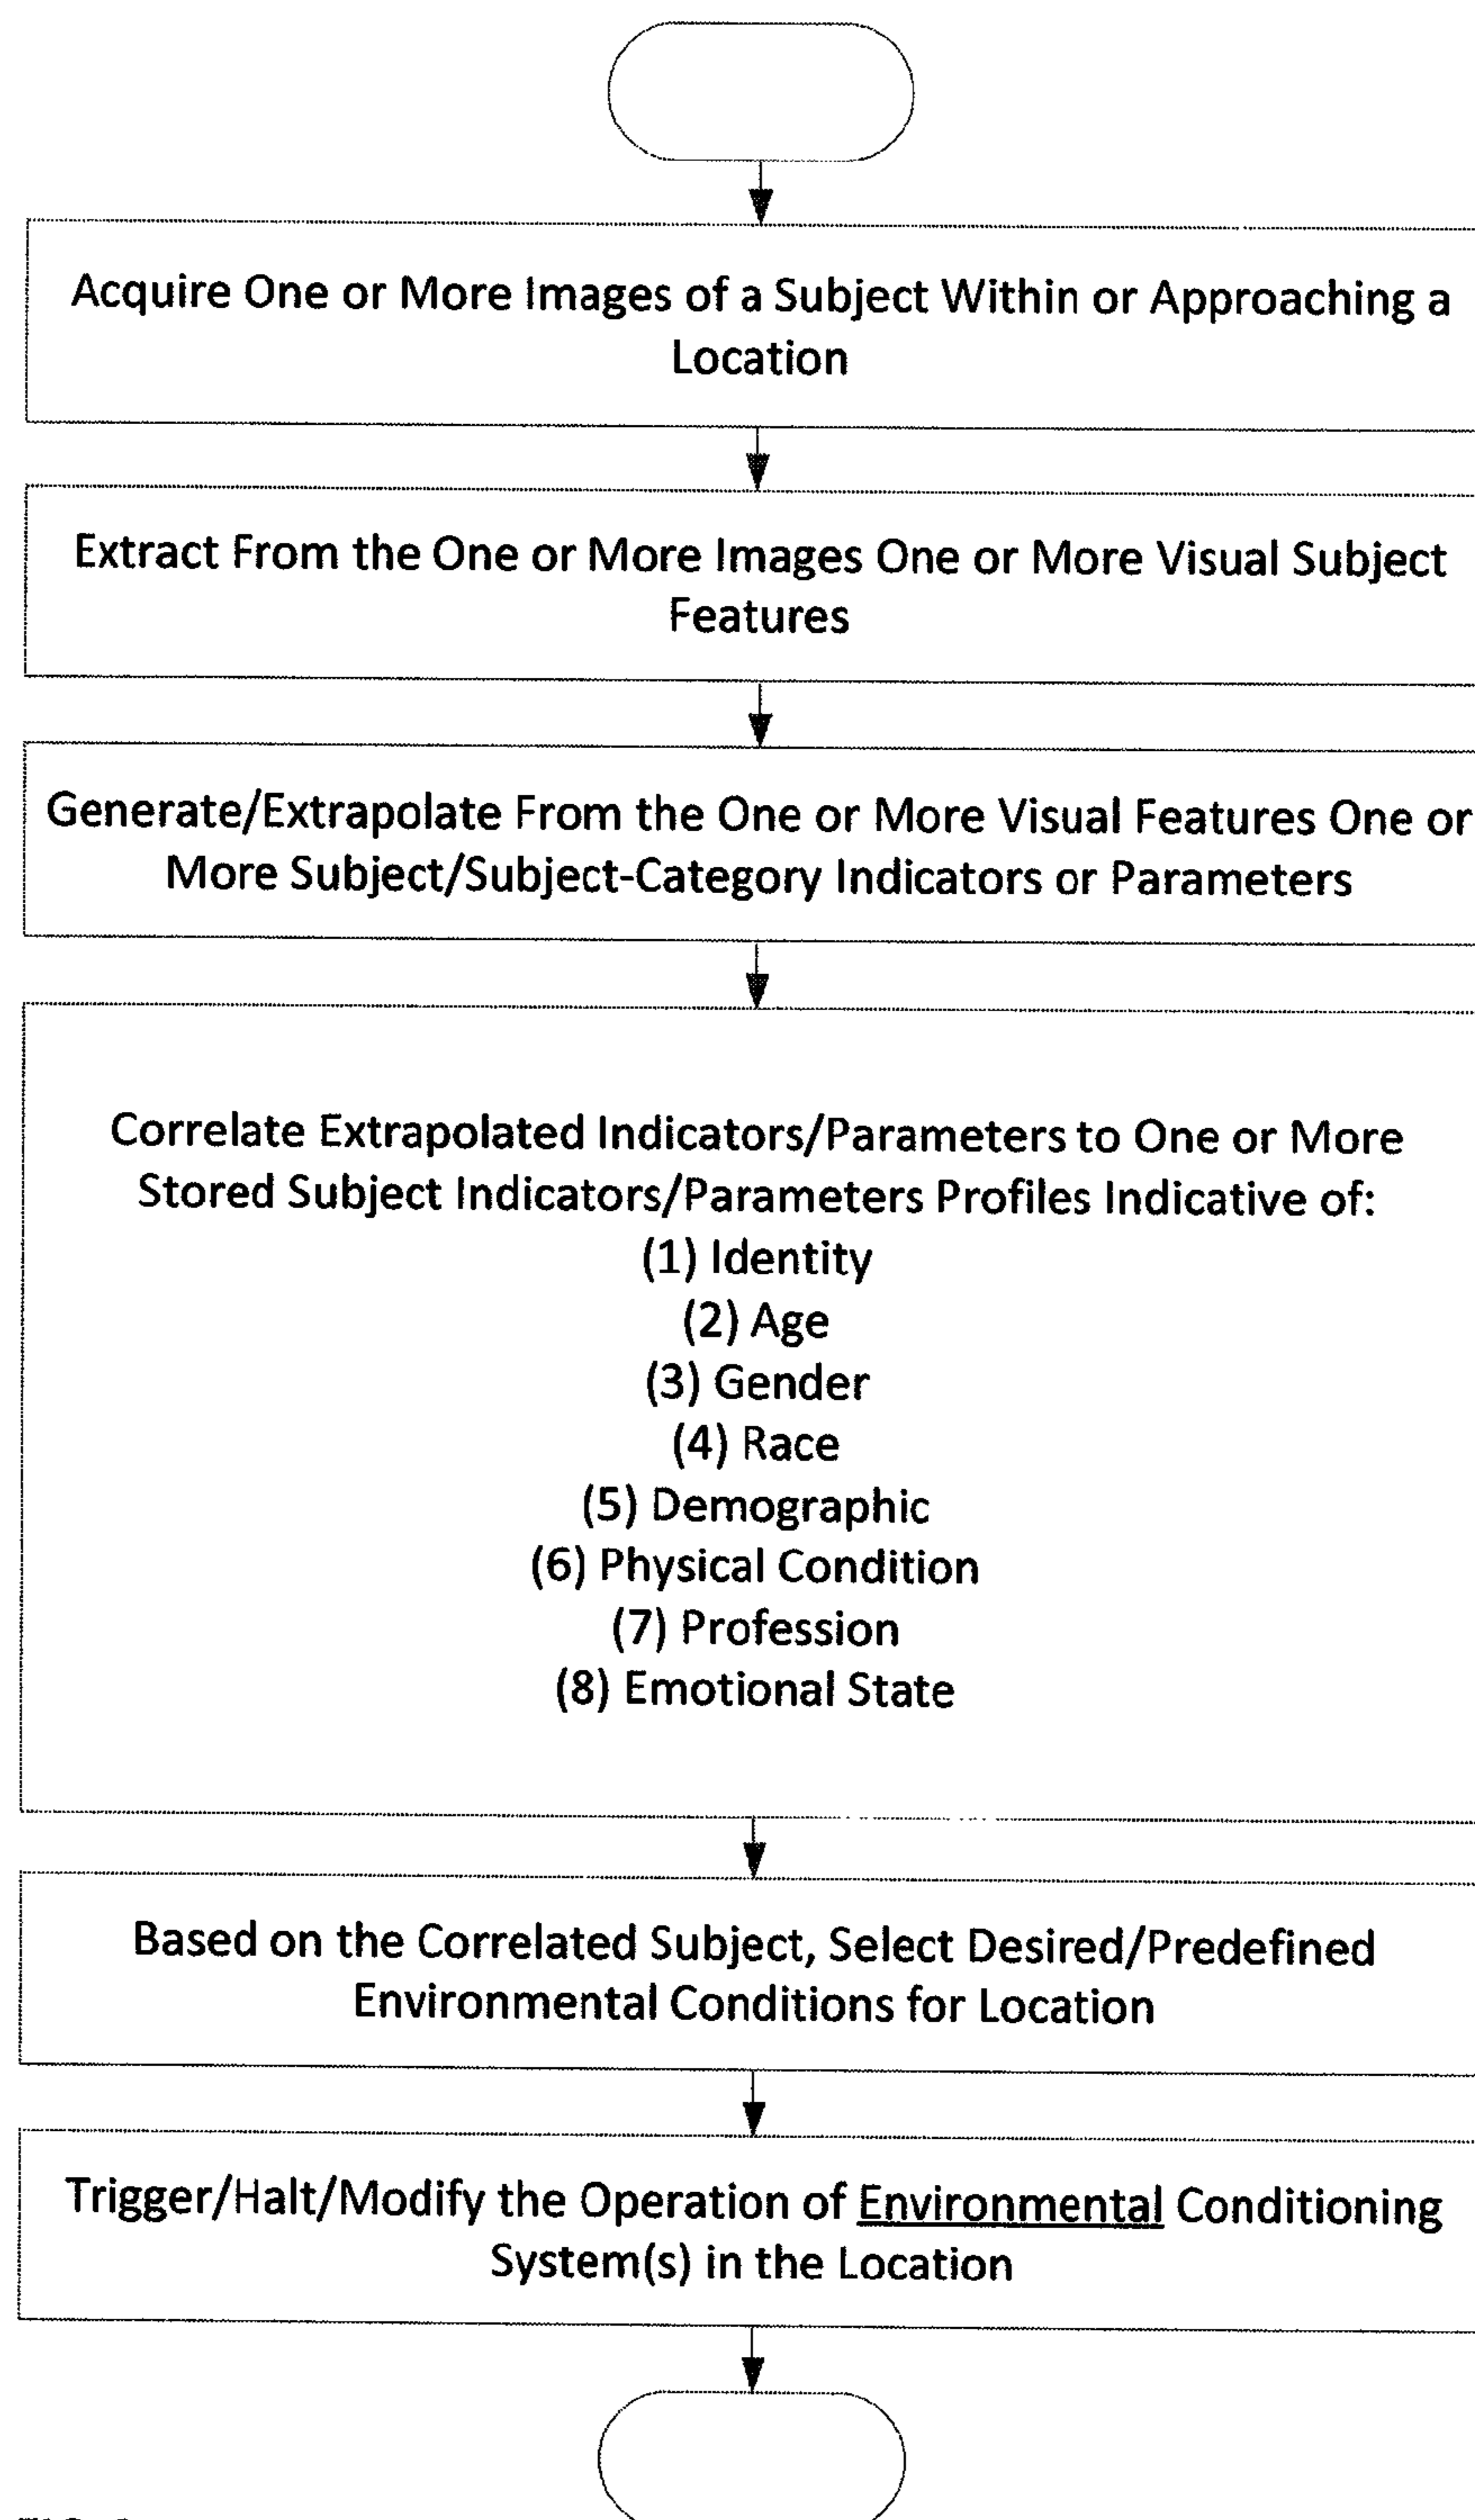 Acquire One or More Images of a Subject Within or Approaching a
Location
Extract From the One or More Images One or More Visual Subject
Features
Generate/Extrapolate From the One or More Visual Features One or
More Subject/Subject-Category Indicators or Parameters
Correlate Extrapolated Indicators/Parameters to One or More
Stored Subject Indicators/Parameters Profiles Indicative of:
(1) Identity
(2) Age
(3) Gender
(4) Race
(5) Demographic
(6) Physical Condition
(7) Profession
(8) Emotional State
Based on the Correlated Subject, Select Desired/Predefined
Environmental Conditions for Location
Trigger/Halt/Modify the Operation of Environmental Conditioning
System(s) in the Location